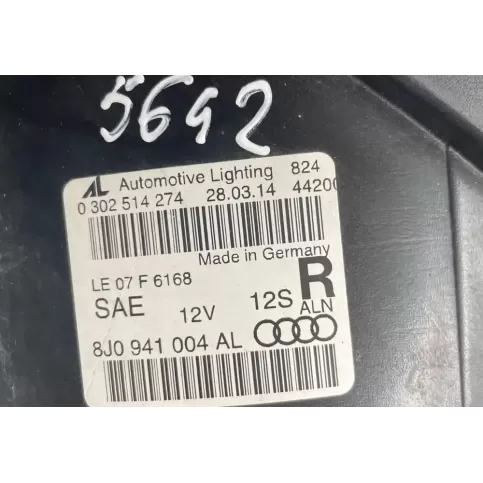 5692
AL Automotive Lighting 824
0 302 514 274 28.03.14 44200
Made in Germany
LE 07 F 6168 R
SAE 12V 12S ALN
8J0 941 004 AL